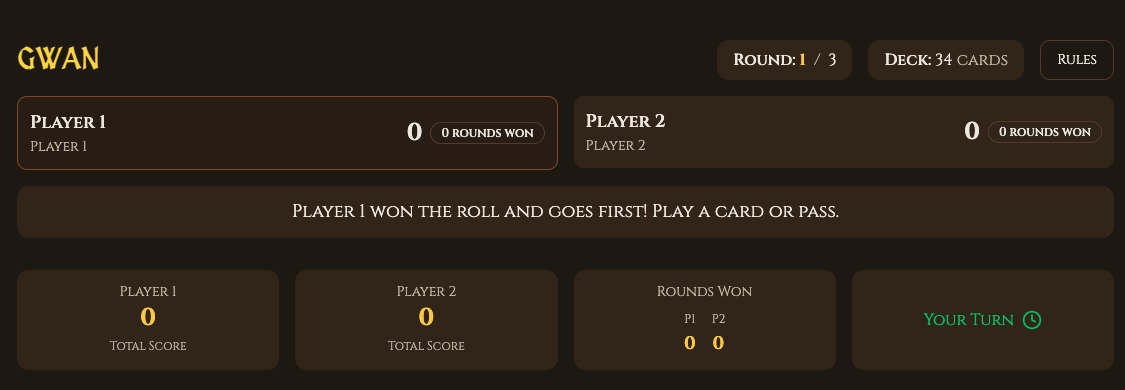 GWAN
Round: 1 / 3
Deck: 34 cards
Rules
Player 1
Player 1
0
0 rounds won
Player 2
Player 2
0
0 rounds won
Player 1 won the roll and goes first! Play a card or pass.
Player 1
0
Total Score
Player 2
0
Total Score
Rounds Won
P1 P2
0 0
Your Turn